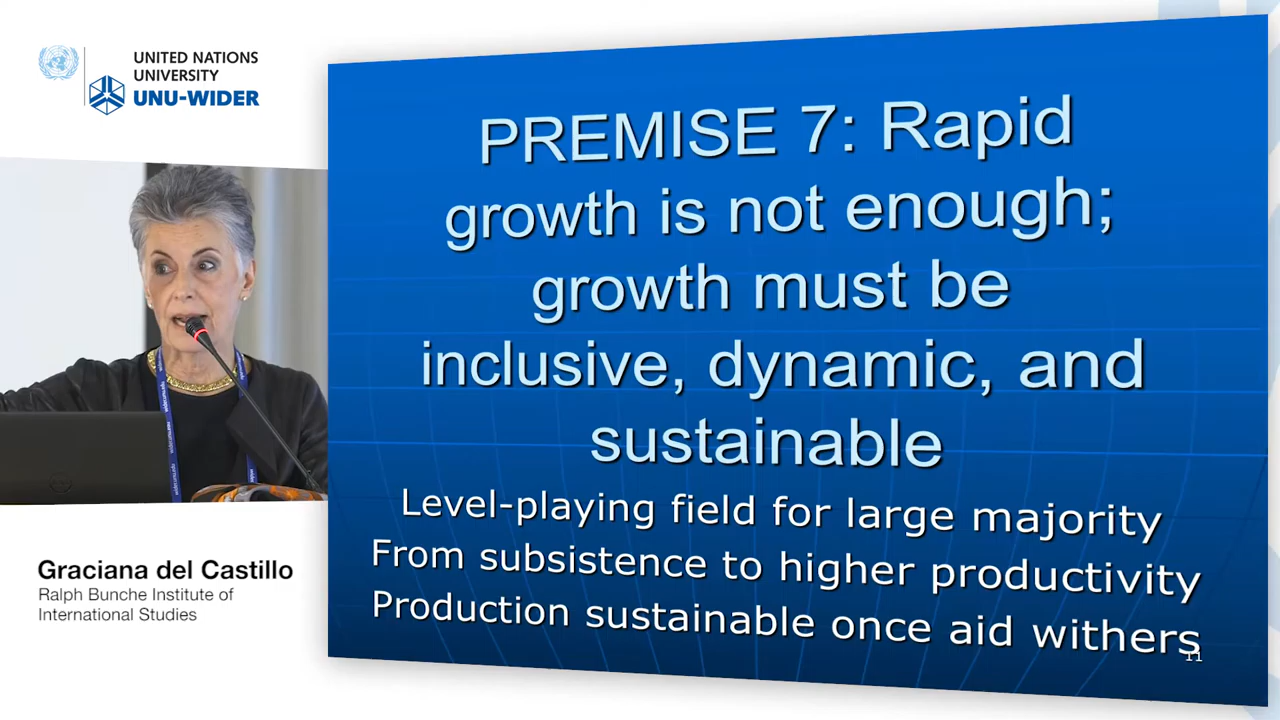 UNITED NATIONS
UNIVERSITY
UNU-WIDER
PREMISE 7: Rapid
growth is not enough;
growth must be
inclusive, dynamic, and
sustainable
Level-playing field for large majority
From subsistence to higher productivity
Production sustainable once aid withers
11
Graciana del Castillo
Ralph Bunche Institute of
International Studies